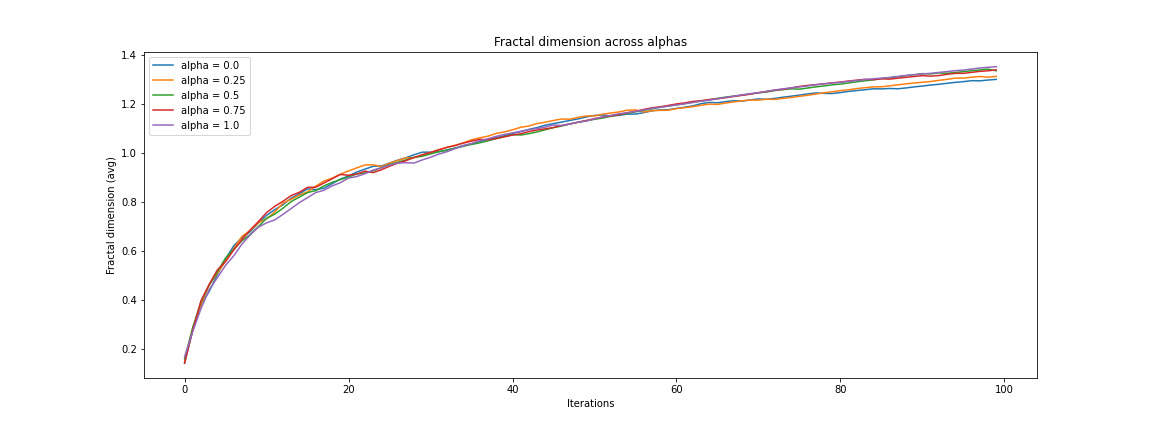 Fractal dimension across alphas
alpha = 0.0
alpha = 0.25
alpha = 0.5
alpha = 0.75
alpha = 1.0
Fractal dimension (avg)
1.4
1.2
1.0
0.8
0.6
0.4
0.2
0 20 40 60 80 100
Iterations